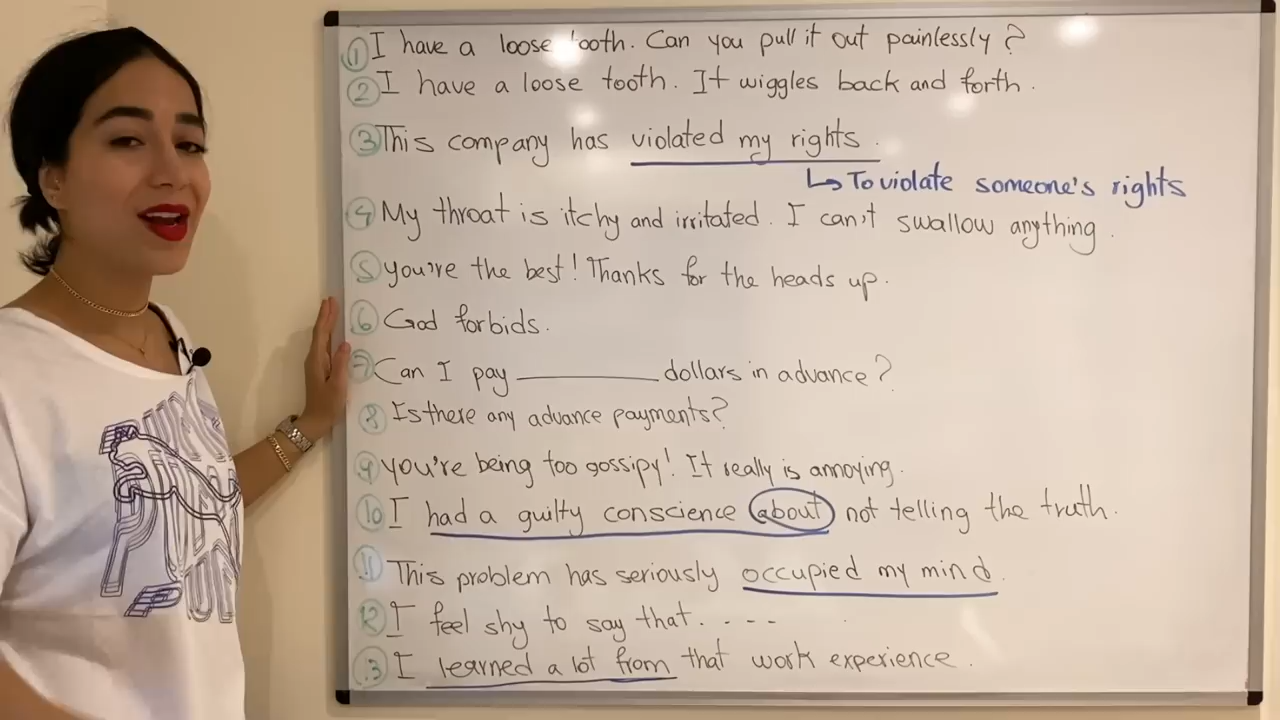 ① I have a loose tooth. Can you pull it out painlessly?
② I have a loose tooth. It wiggles back and forth.
③ This company has violated my rights.
↳ To violate someone's rights
④ My throat is itchy and irritated. I can't swallow anything.
⑤ you're the best! Thanks for the heads up.
⑥ God forbids.
⑦ Can I pay ________ dollars in advance?
⑧ Is there any advance payments?
⑨ you're being too gossipy! It really is annoying.
⑩ I had a guilty conscience about not telling the truth.
⑪ This problem has seriously occupied my mind.
⑫ I feel shy to say that. - - -
⑬ I learned a lot from that work experience.